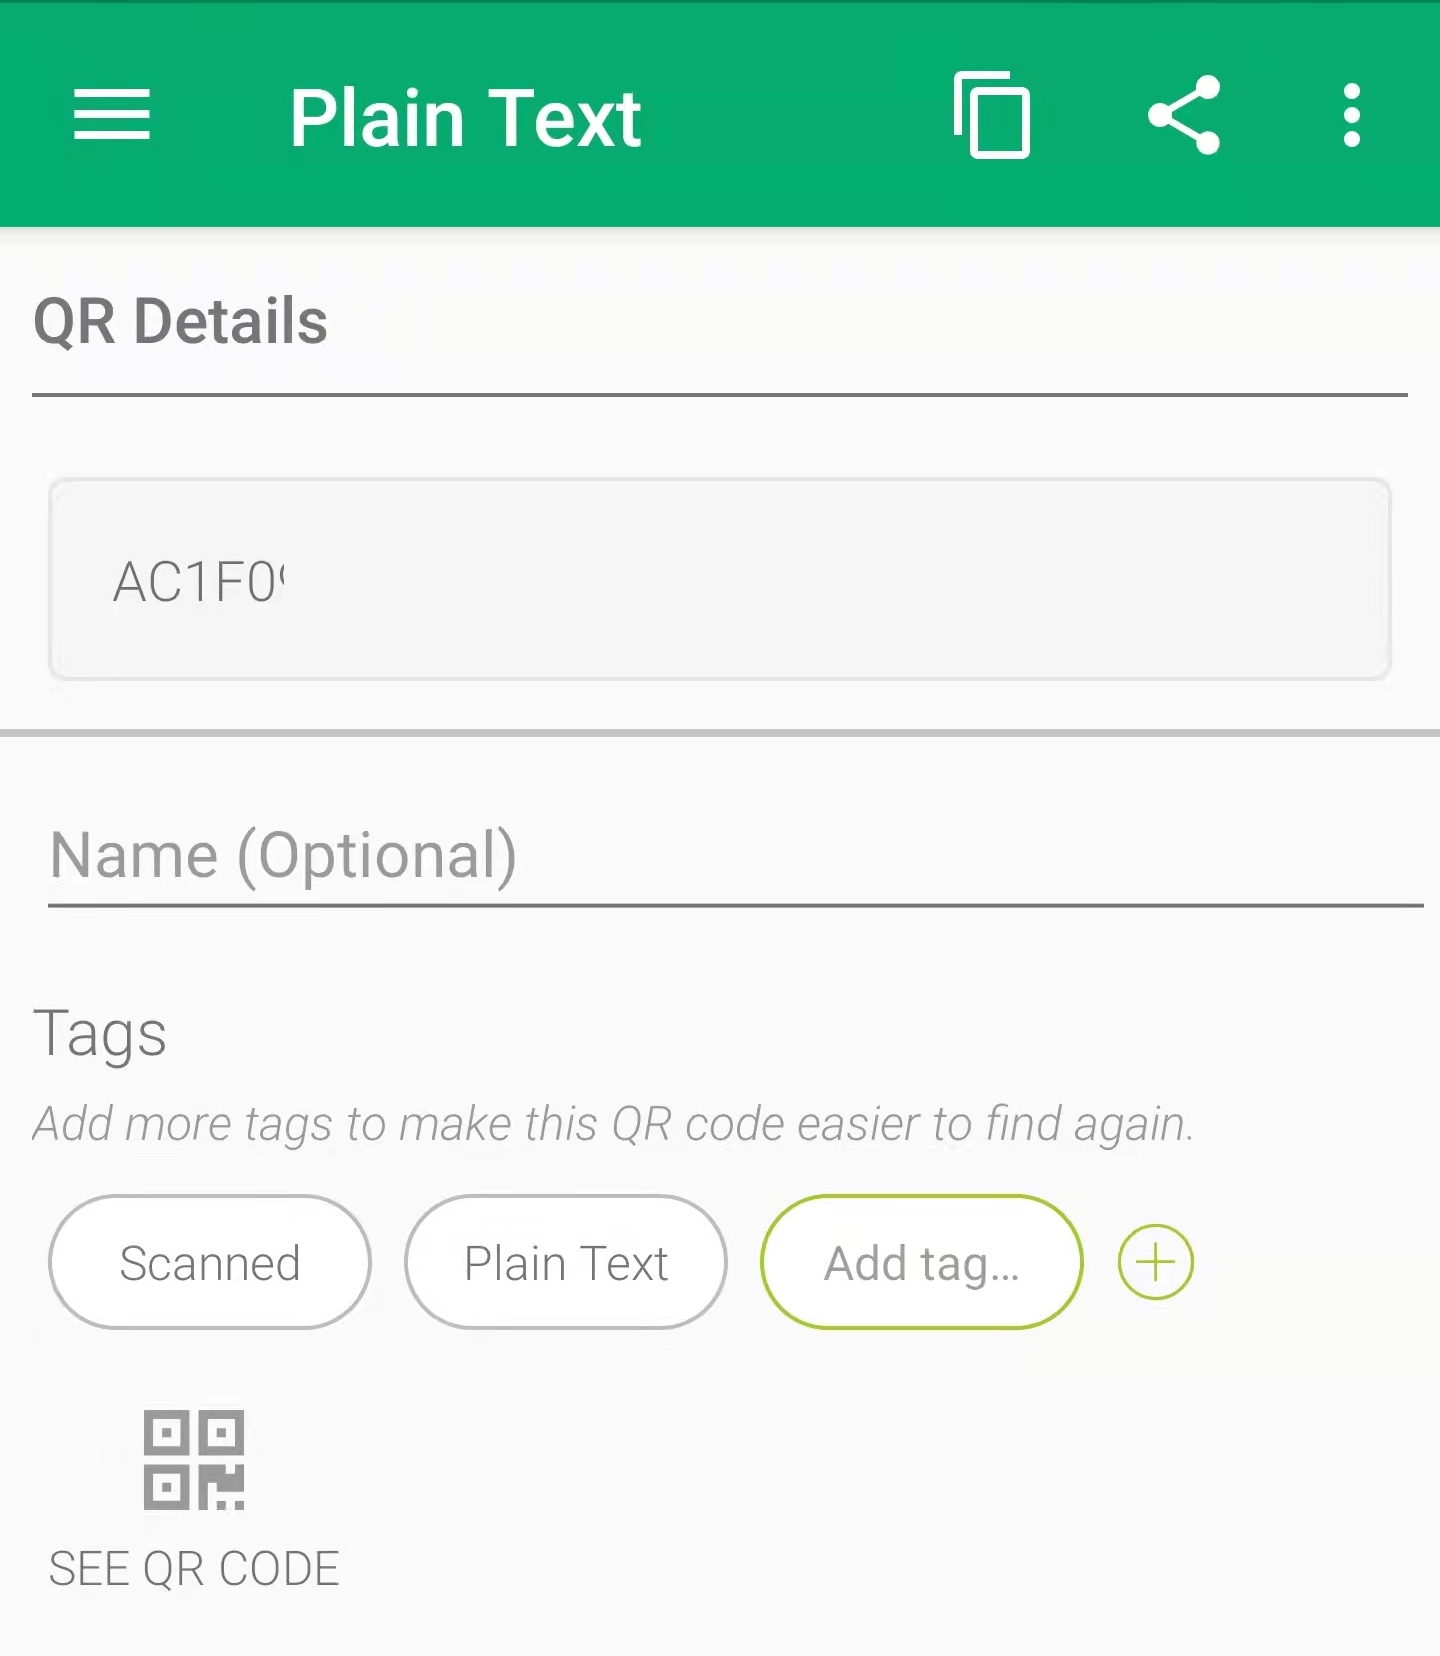 Plain Text
QR Details
AC1F0
Name (Optional)
Tags
Add more tags to make this QR code easier to find again.
Scanned
Plain Text
Add tag...
SEE QR CODE